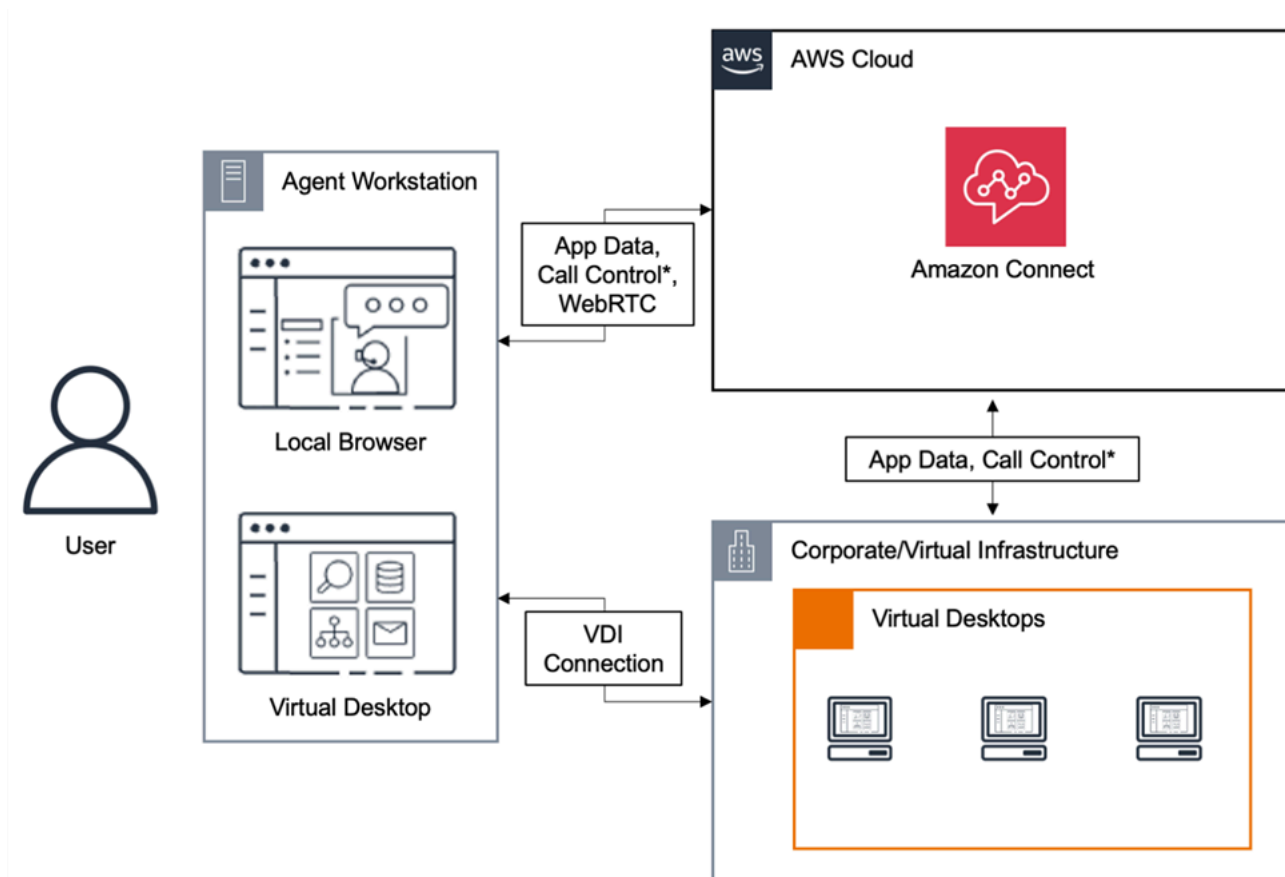 aws
AWS Cloud
Amazon Connect
Agent Workstation
App Data,
Call Control*,
WebRTC
Local Browser
User
App Data, Call Control*
Corporate/Virtual Infrastructure
Virtual Desktops
VDI
Connection
Virtual Desktop